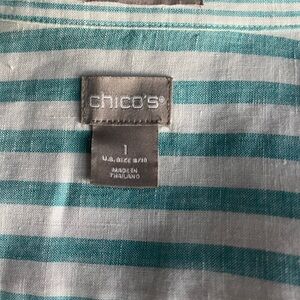 chico's®
1
U.S. SIZE 8/10
MADE IN
THAILAND